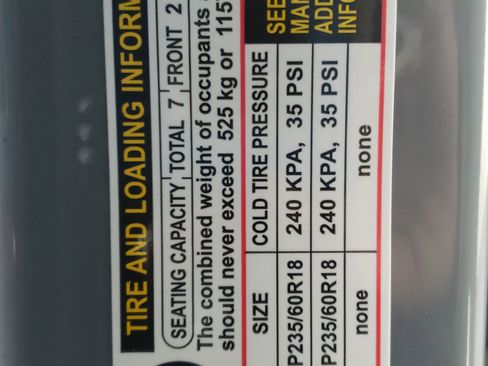 TIRE AND LOADING INFORM
SEATING CAPACITY TOTAL 7 FRONT 2
The combined weight of occupants
should never exceed 525 kg or 115
SIZE COLD TIRE PRESSURE SEE
MAN
P235/60R18 240 KPA, 35 PSI ADD
P235/60R18 240 KPA, 35 PSI INFO
none none